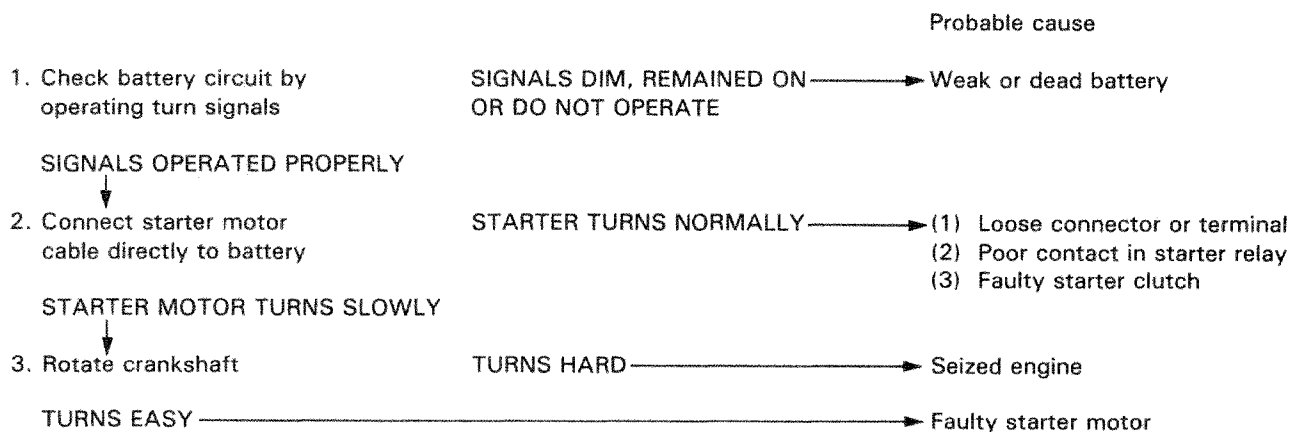 Probable cause
1. Check battery circuit by SIGNALS DIM, REMAINED ON Weak or dead battery
operating turn signals OR DO NOT OPERATE
SIGNALS OPERATED PROPERLY
2. Connect starter motor STARTER TURNS NORMALLY (1) Loose connector or terminal
cable directly to battery (2) Poor contact in starter relay
(3) Faulty starter clutch
STARTER MOTOR TURNS SLOWLY
3. Rotate crankshaft TURNS HARD Seized engine
TURNS EASY Faulty starter motor